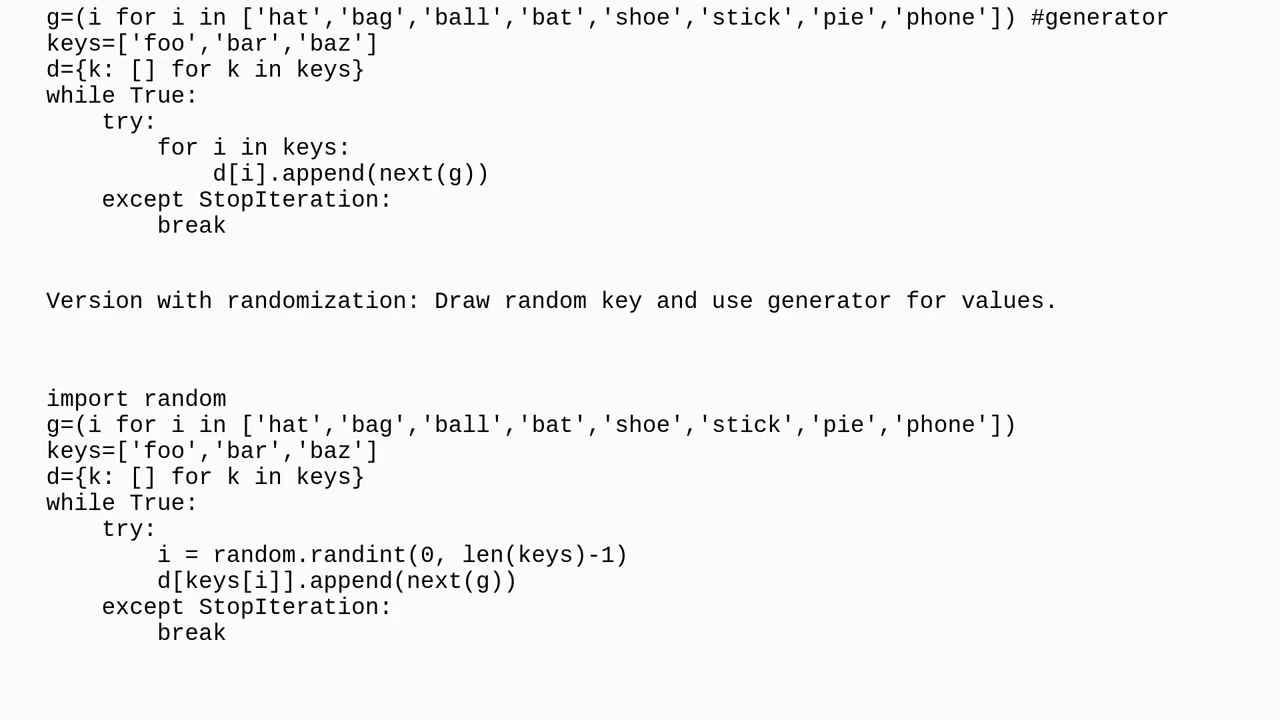 g=(i for i in ['hat','bag','ball','bat','shoe','stick','pie','phone']) #generator
keys=['foo','bar','baz']
d={k: [] for k in keys}
while True:
    try:
        for i in keys:
            d[i].append(next(g))
    except StopIteration:
        break
Version with randomization: Draw random key and use generator for values.
import random
g=(i for i in ['hat','bag','ball','bat','shoe','stick','pie','phone'])
keys=['foo','bar','baz']
d={k: [] for k in keys}
while True:
    try:
        i = random.randint(0, len(keys)-1)
        d[keys[i]].append(next(g))
    except StopIteration:
        break